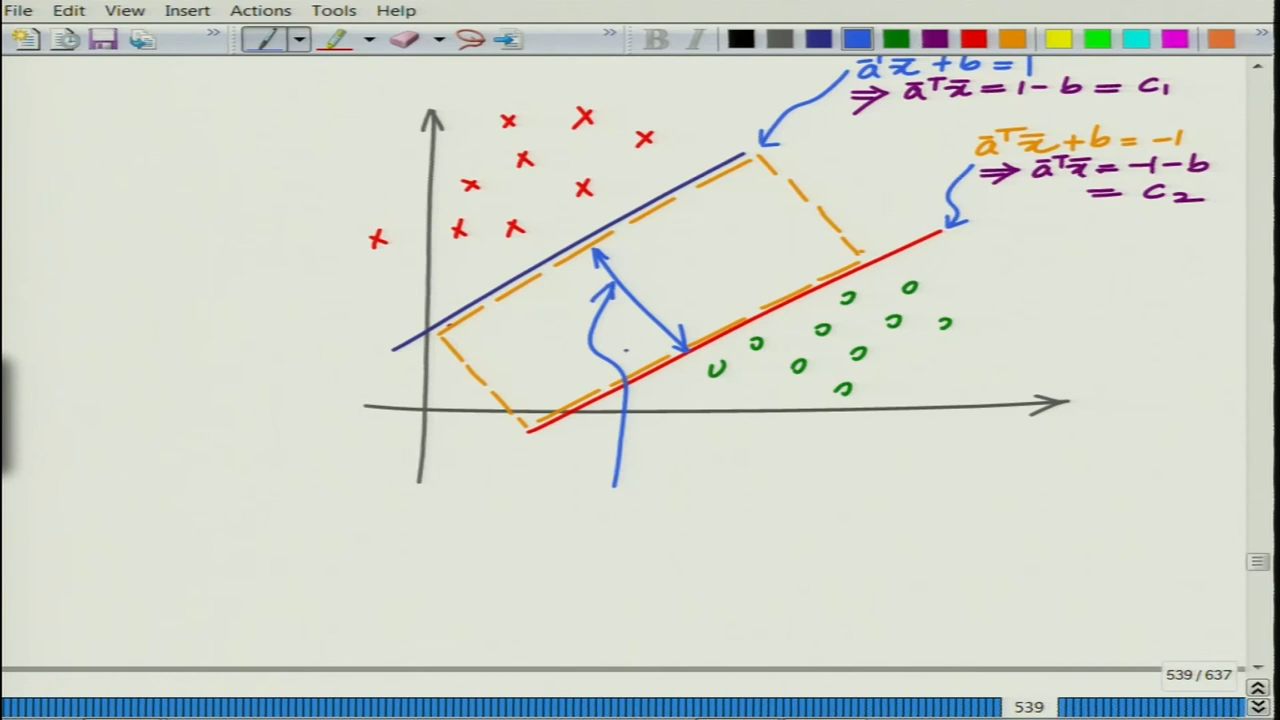 File Edit View Insert Actions Tools Help
B I
āᵀx̄ + b = 1
⇒ āᵀx̄ = 1 - b = c₁
āᵀx̄ + b = -1
⇒ āᵀx̄ = -1 - b
= c₂
539 / 637
539